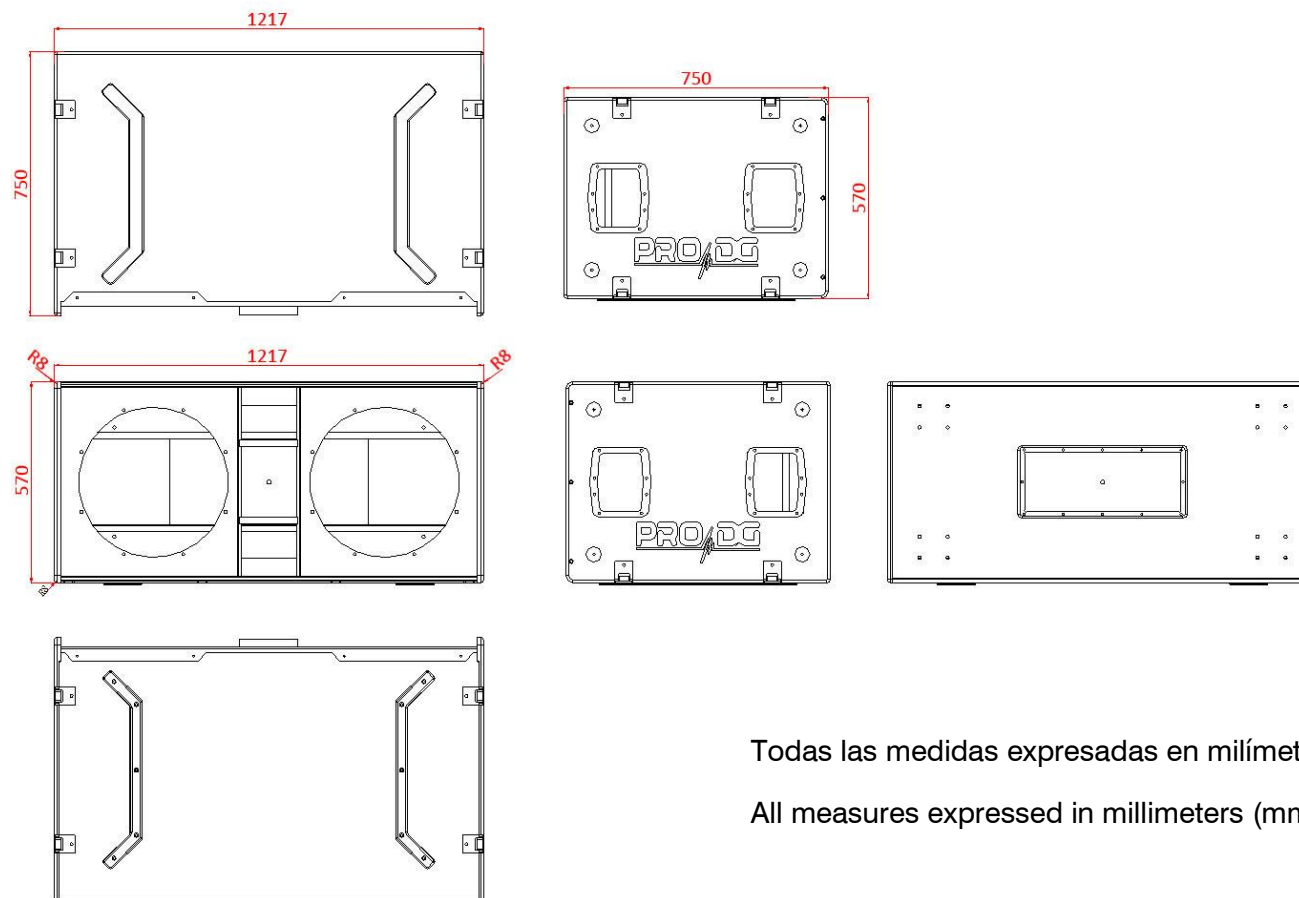 1217
750
750
570
R8
1217
R8
570
PRO DG
PRO DG
Todas las medidas expresadas en milímet
All measures expressed in millimeters (mm